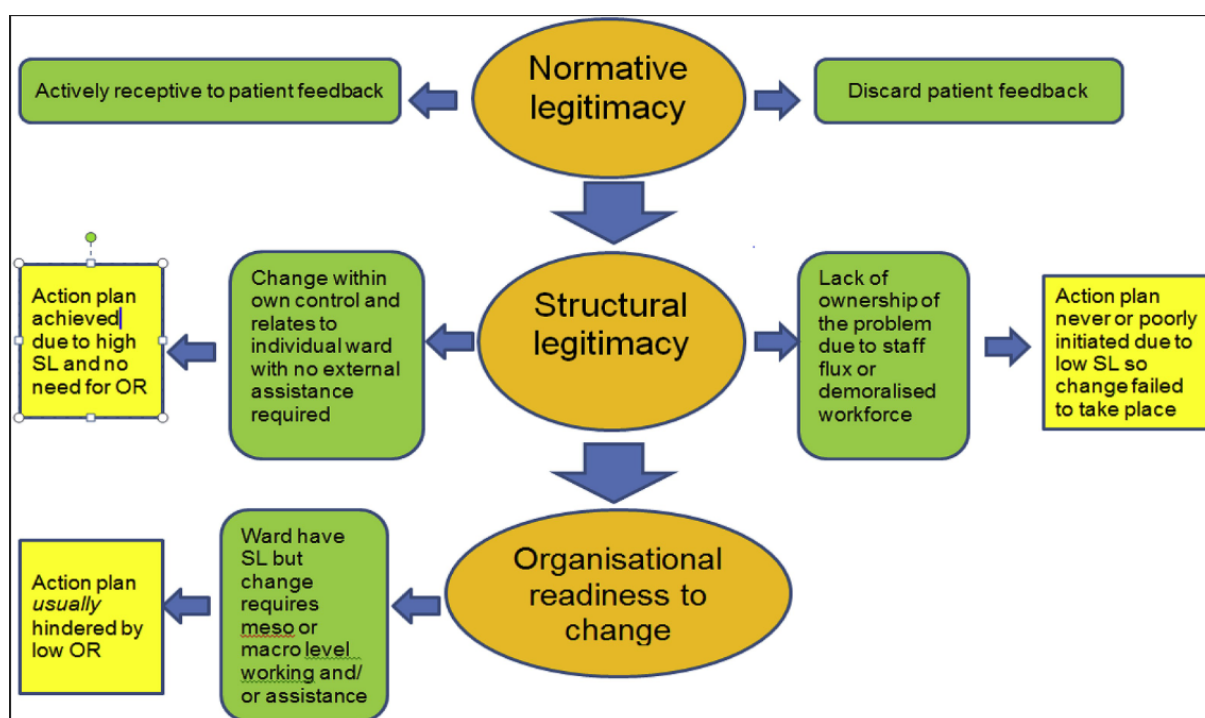 Normative
legitimacy
Actively receptive to patient feedback
Discard patient feedback
Structural
legitimacy
Change within
own control and
relates to
individual ward
with no external
assistance
required
Action plan
achieved
due to high
SL and no
need for OR
Lack of
ownership of
the problem
due to staff
flux or
demoralised
workforce
Action plan
never or poorly
initiated due to
low SL so
change failed
to take place
Organisational
readiness to
change
Ward have
SL but
change
requires
meso or
macro level
working and/
or assistance
Action plan
usually
hindered by
low OR